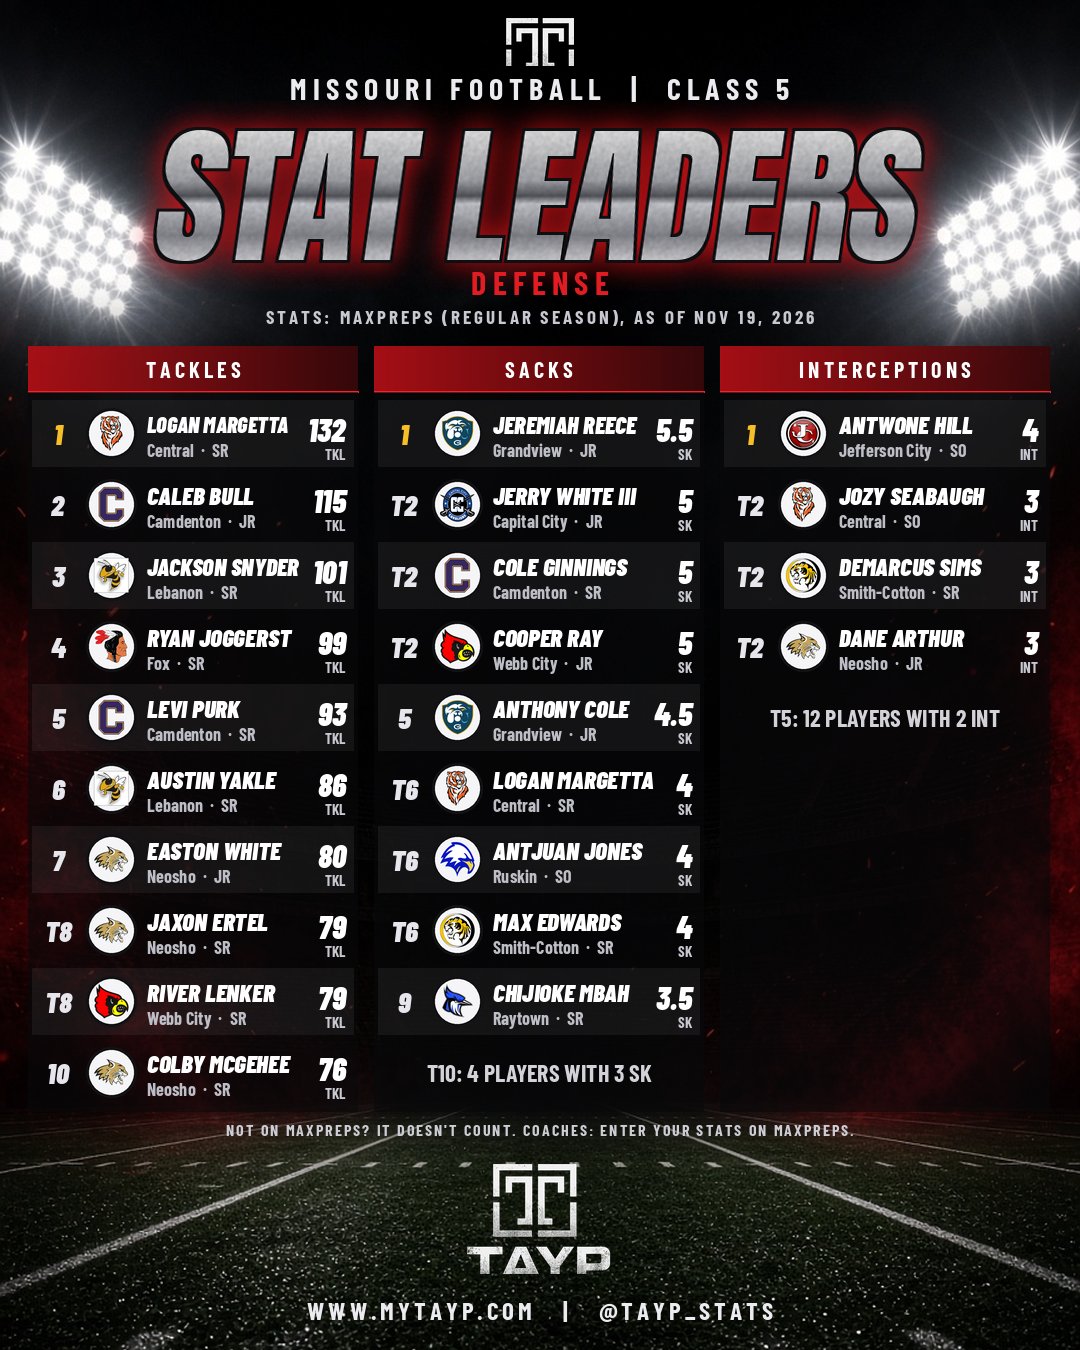 MISSOURI FOOTBALL | CLASS 5
STAT LEADERS
DEFENSE
STATS: MAXPREPS (REGULAR SEASON), AS OF NOV 19, 2026
TACKLES
1 LOGAN MARGETTA 132
Central · SR TKL
2 CALEB BULL 115
Camdenton · JR TKL
3 JACKSON SNYDER 101
Lebanon · SR TKL
4 RYAN JOGGERST 99
Fox · SR TKL
5 LEVI PURK 93
Camdenton · SR TKL
6 AUSTIN YAKLE 86
Lebanon · SR TKL
7 EASTON WHITE 80
Neosho · JR TKL
T8 JAXON ERTEL 79
Neosho · SR TKL
T8 RIVER LENKER 79
Webb City · SR TKL
10 COLBY MCGEHEE 76
Neosho · SR TKL
SACKS
1 JEREMIAH REECE 5.5
Grandview · JR SK
T2 JERRY WHITE III 5
Capital City · JR SK
T2 COLE GINNINGS 5
Camdenton · SR SK
T2 COOPER RAY 5
Webb City · JR SK
5 ANTHONY COLE 4.5
Grandview · JR SK
T6 LOGAN MARGETTA 4
Central · SR SK
T6 ANTJUAN JONES 4
Ruskin · SO SK
T6 MAX EDWARDS 4
Smith-Cotton · SR SK
9 CHIJIOKE MBAH 3.5
Raytown · SR SK
T10: 4 PLAYERS WITH 3 SK
INTERCEPTIONS
1 ANTWONE HILL 4
Jefferson City · SO INT
T2 JOZY SEABAUGH 3
Central · SO INT
T2 DEMARCUS SIMS 3
Smith-Cotton · SR INT
T2 DANE ARTHUR 3
Neosho · JR INT
T5: 12 PLAYERS WITH 2 INT
NOT ON MAXPREPS? IT DOESN'T COUNT. COACHES: ENTER YOUR STATS ON MAXPREPS.
TAYP
WWW.MYTAYP.COM | @TAYP_STATS